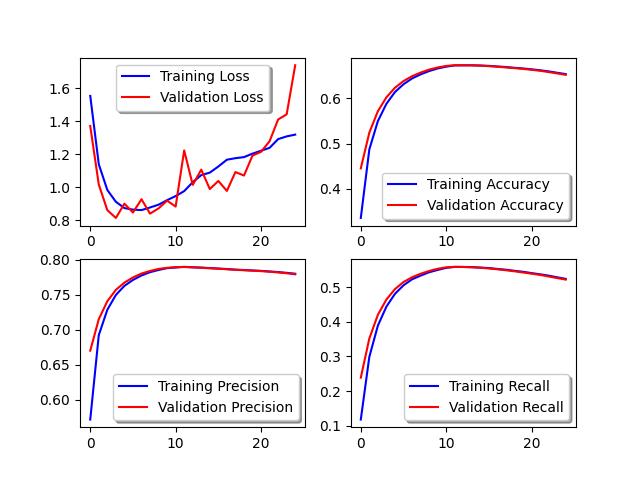 Training Loss
Validation Loss
1.6
1.4
1.2
1.0
0.8
0 10 20
Training Accuracy
Validation Accuracy
0.6
0.5
0.4
0 10 20
Training Precision
Validation Precision
0.80
0.75
0.70
0.65
0.60
0 10 20
Training Recall
Validation Recall
0.5
0.4
0.3
0.2
0.1
0 10 20